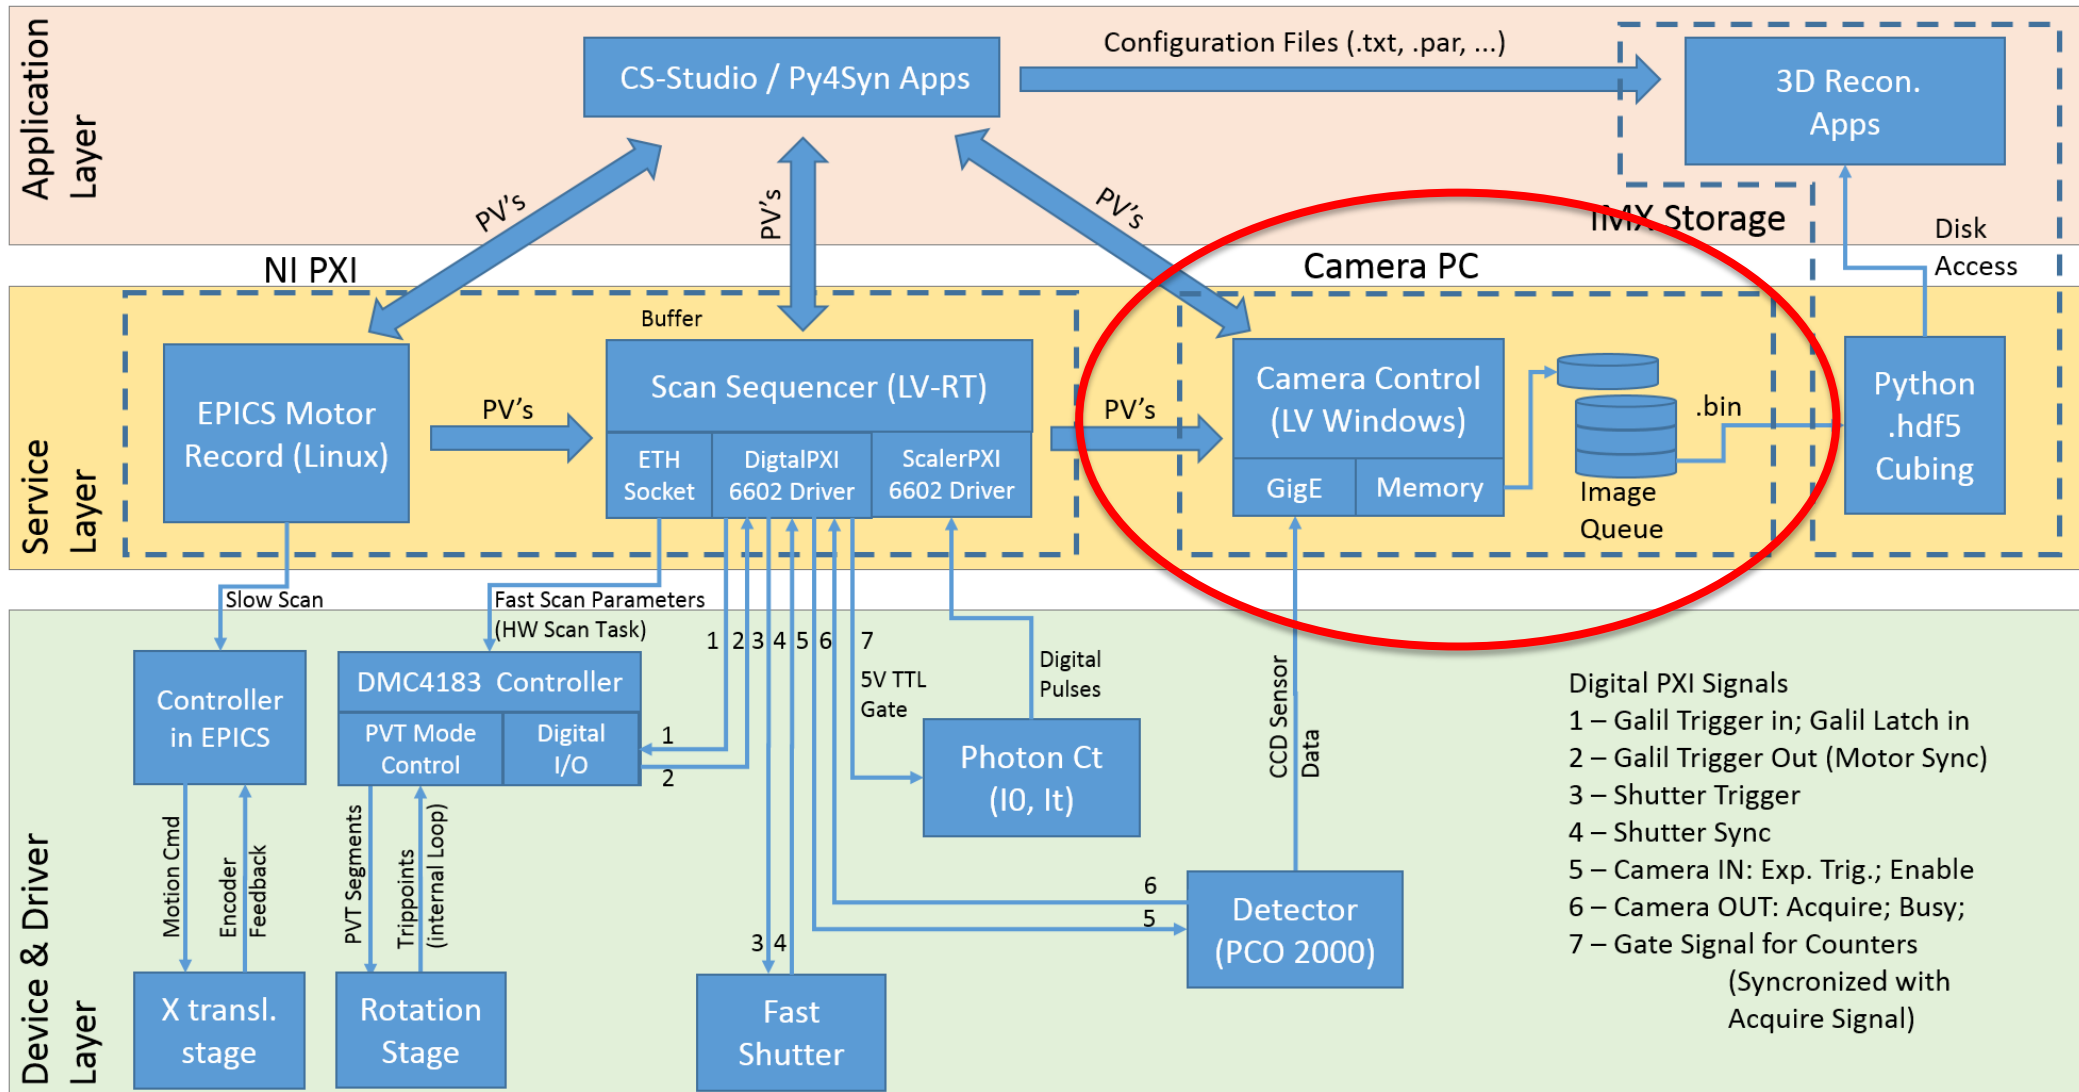 Application
Layer
CS-Studio / Py4Syn Apps
Configuration Files (.txt, .par, ...)
3D Recon.
Apps
PV's
PV's
PV's
IMX Storage
Disk
Access
NI PXI
Camera PC
Service
Layer
Buffer
EPICS Motor
Record (Linux)
PV's
Scan Sequencer (LV-RT)
ETH
Socket
DigtalPXI
6602 Driver
ScalerPXI
6602 Driver
PV's
Camera Control
(LV Windows)
GigE
Memory
Image
Queue
.bin
Python
.hdf5
Cubing
Device & Driver
Layer
Slow Scan
Fast Scan Parameters
(HW Scan Task)
1
2
3
4
5
6
7
5V TTL
Gate
Digital
Pulses
CCD Sensor
Data
Controller
in EPICS
DMC4183 Controller
PVT Mode
Control
Digital
I/O
1
2
Photon Ct
(I0, It)
Motion Cmd
Encoder
Feedback
PVT Segments
Trippoints
(internal Loop)
3
4
6
5
Detector
(PCO 2000)
X transl.
stage
Rotation
Stage
Fast
Shutter
Digital PXI Signals
1 – Galil Trigger in; Galil Latch in
2 – Galil Trigger Out (Motor Sync)
3 – Shutter Trigger
4 – Shutter Sync
5 – Camera IN: Exp. Trig.; Enable
6 – Camera OUT: Acquire; Busy;
7 – Gate Signal for Counters
(Syncronized with
Acquire Signal)